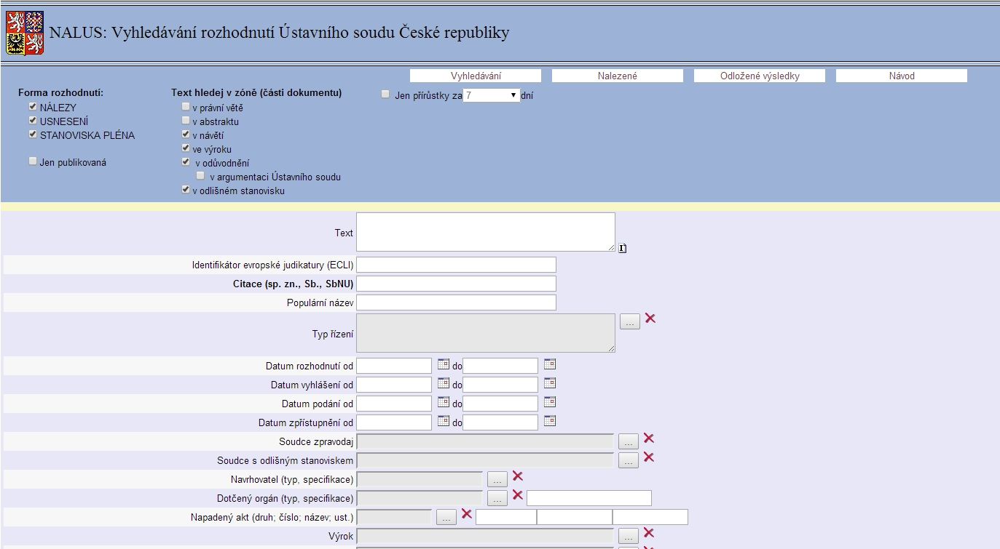 NALUS: Vyhledávání rozhodnutí Ústavního soudu České republiky
Vyhledávání Nalezené Odložené výsledky Návod
Forma rozhodnutí:
NÁLEZY
USNESENÍ
STANOVISKA PLÉNA
Jen publikovaná
Text hledej v zóně (části dokumentu)
v právní větě
v abstraktu
v návětí
ve výroku
v odůvodnění
v argumentaci Ústavního soudu
v odlišném stanovisku
Jen přírůstky za 7 dní
Text
Identifikátor evropské judikatury (ECLI)
Citace (sp. zn., Sb., SbNU)
Populární název
Typ řízení ...
Datum rozhodnutí od do
Datum vyhlášení od do
Datum podání od do
Datum zpřístupnění od do
Soudce zpravodaj ...
Soudce s odlišným stanoviskem ...
Navrhovatel (typ, specifikace) ...
Dotčený orgán (typ, specifikace) ...
Napadený akt (druh; číslo; název; ust.) ...
Výrok ...